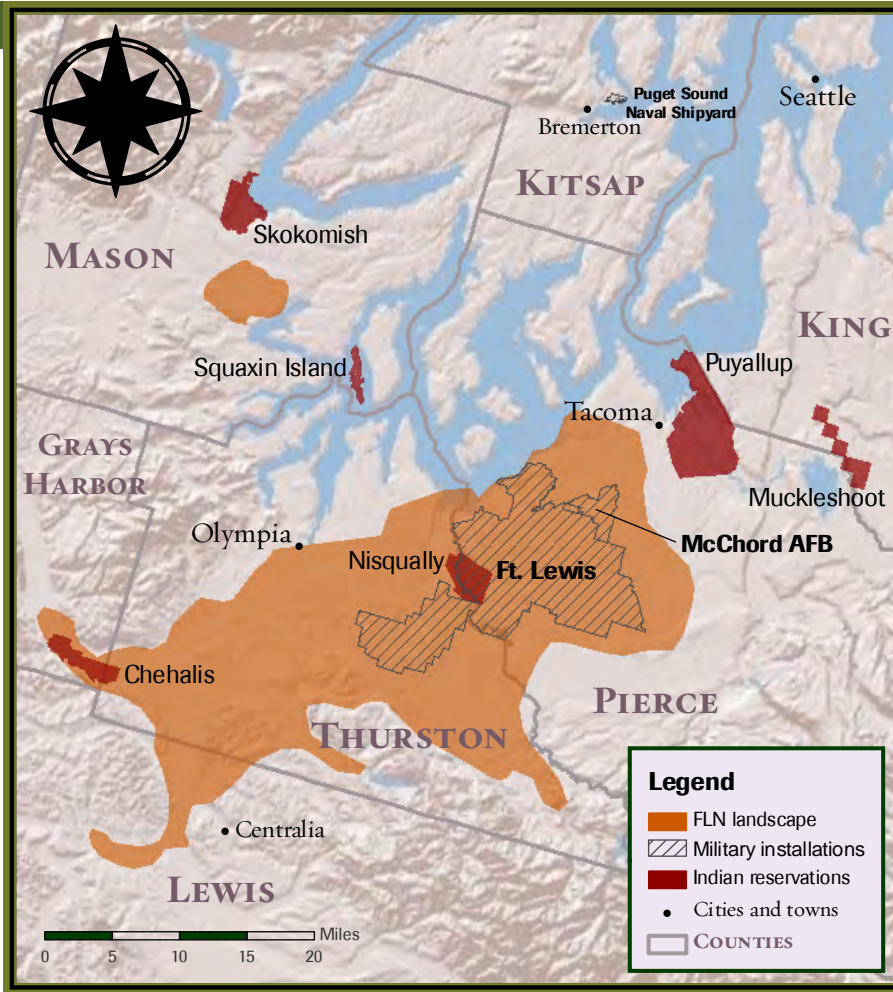 Puget Sound
Naval Shipyard
Seattle
Bremerton
KITSAP
Skokomish
MASON
KING
Squaxin Island
Puyallup
Tacoma
GRAYS
HARBOR
Muckleshoot
Olympia
McChord AFB
Nisqually
Ft. Lewis
Chehalis
PIERCE
THURSTON
Centralia
LEWIS
Legend
FLN landscape
Military installations
Indian reservations
Cities and towns
COUNTIES
Miles
0 5 10 15 20